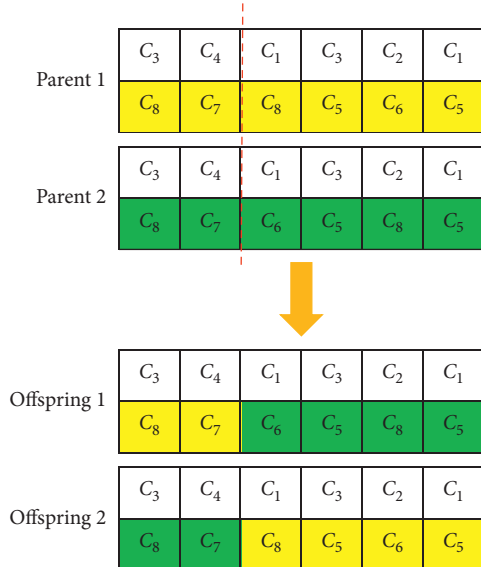 C₃ C₄ C₁ C₃ C₂ C₁
Parent 1
C₈ C₇ C₈ C₅ C₆ C₅
C₃ C₄ C₁ C₃ C₂ C₁
Parent 2
C₈ C₇ C₆ C₅ C₈ C₅
C₃ C₄ C₁ C₃ C₂ C₁
Offspring 1
C₈ C₇ C₆ C₅ C₈ C₅
C₃ C₄ C₁ C₃ C₂ C₁
Offspring 2
C₈ C₇ C₈ C₅ C₆ C₅